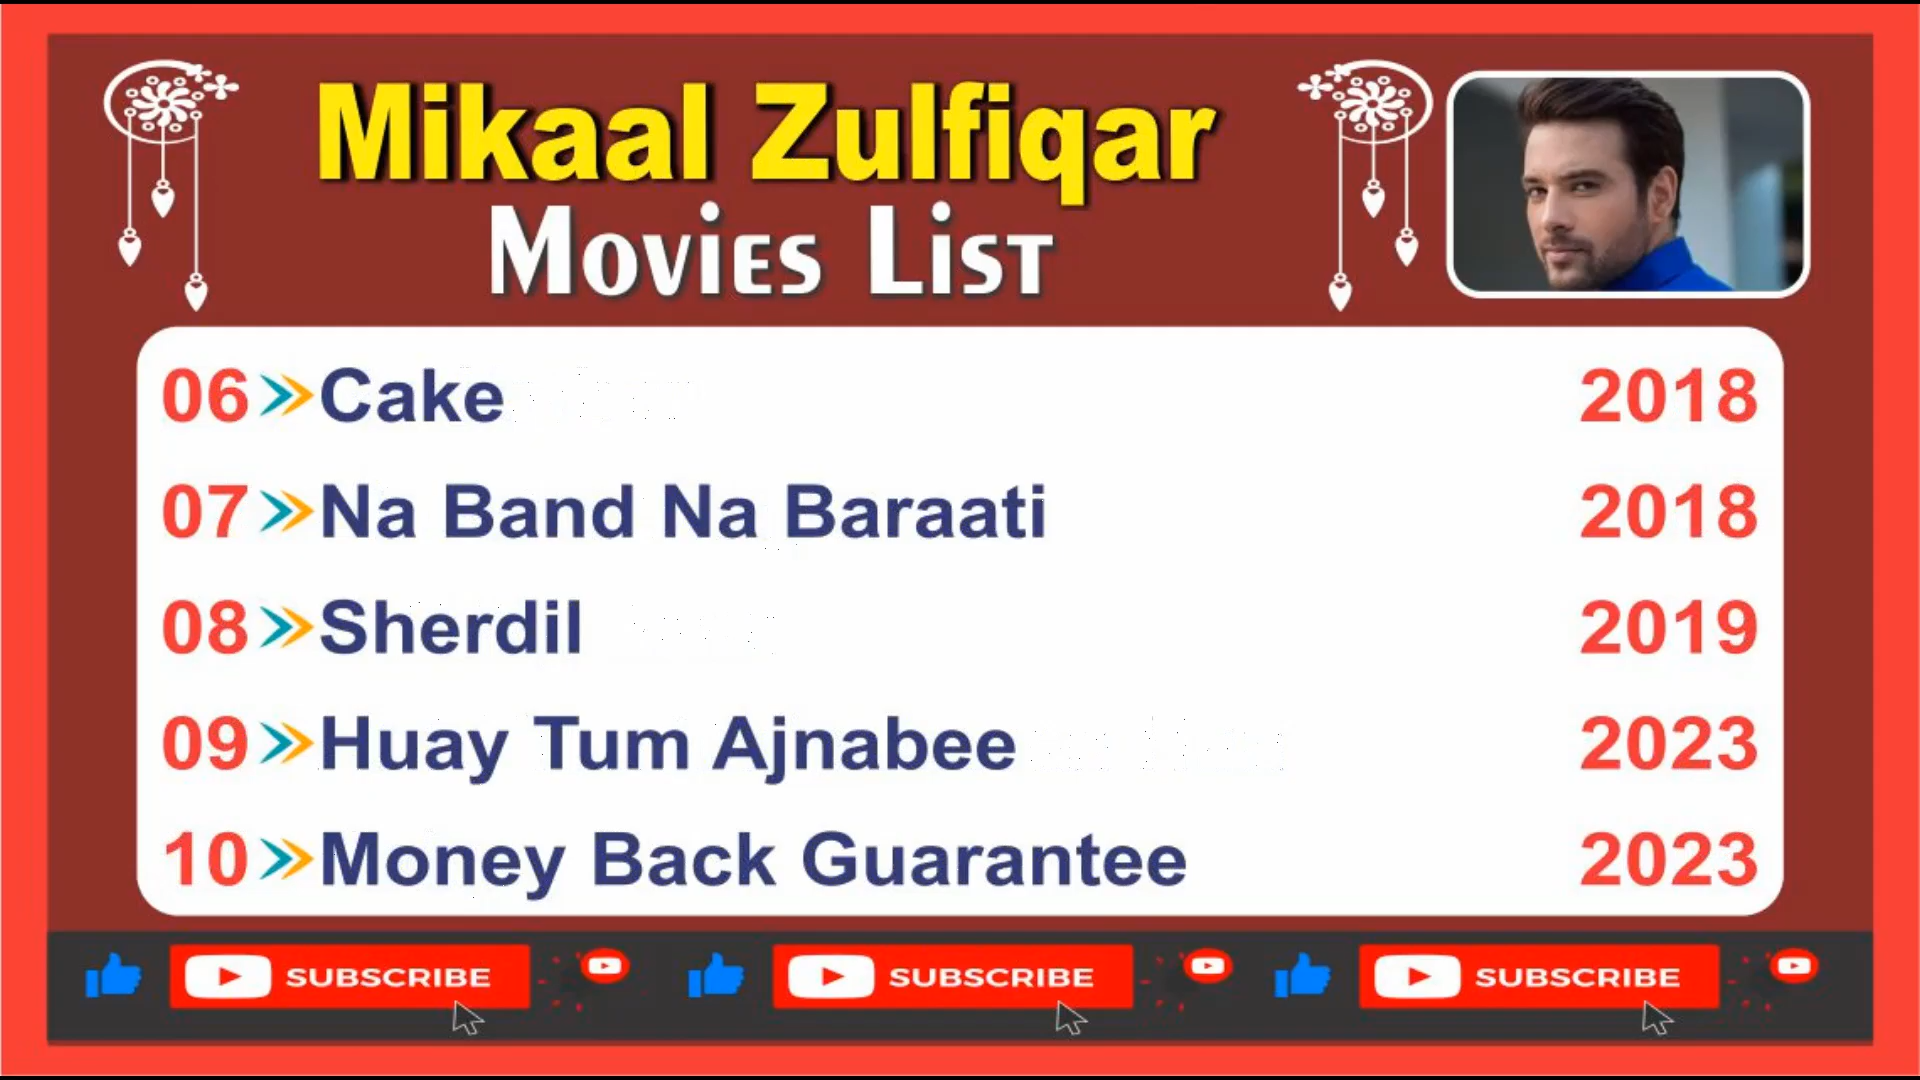 Mikaal Zulfiqar
Movies List
06 Cake 2018
07 Na Band Na Baraati 2018
08 Sherdil 2019
09 Huay Tum Ajnabee 2023
10 Money Back Guarantee 2023
SUBSCRIBE SUBSCRIBE SUBSCRIBE